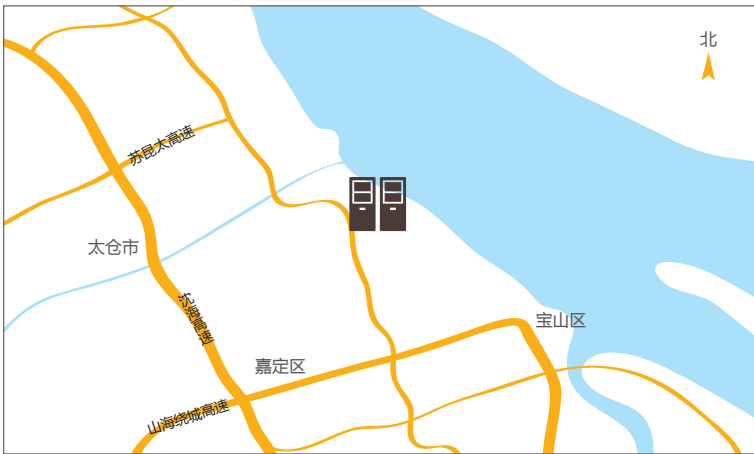 北
苏昆太高速
太仓市
沈海高速
宝山区
嘉定区
山海绕城高速